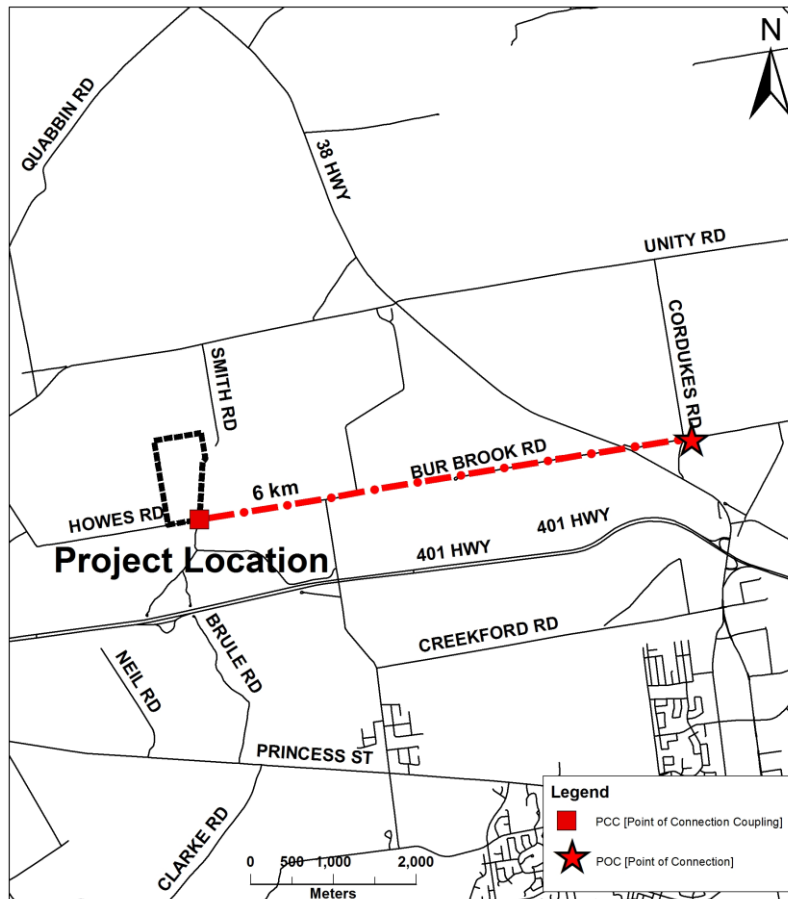 N
QUABBIN RD
38 HWY
UNITY RD
CORDUKES RD
SMITH RD
BUR BROOK RD
6 km
HOWES RD
401 HWY
401 HWY
Project Location
CREEKFORD RD
BRULE RD
NEIL RD
PRINCESS ST
CLARKE RD
Legend
PCC [Point of Connection Coupling]
POC [Point of Connection]
0 500 1,000 2,000
Meters